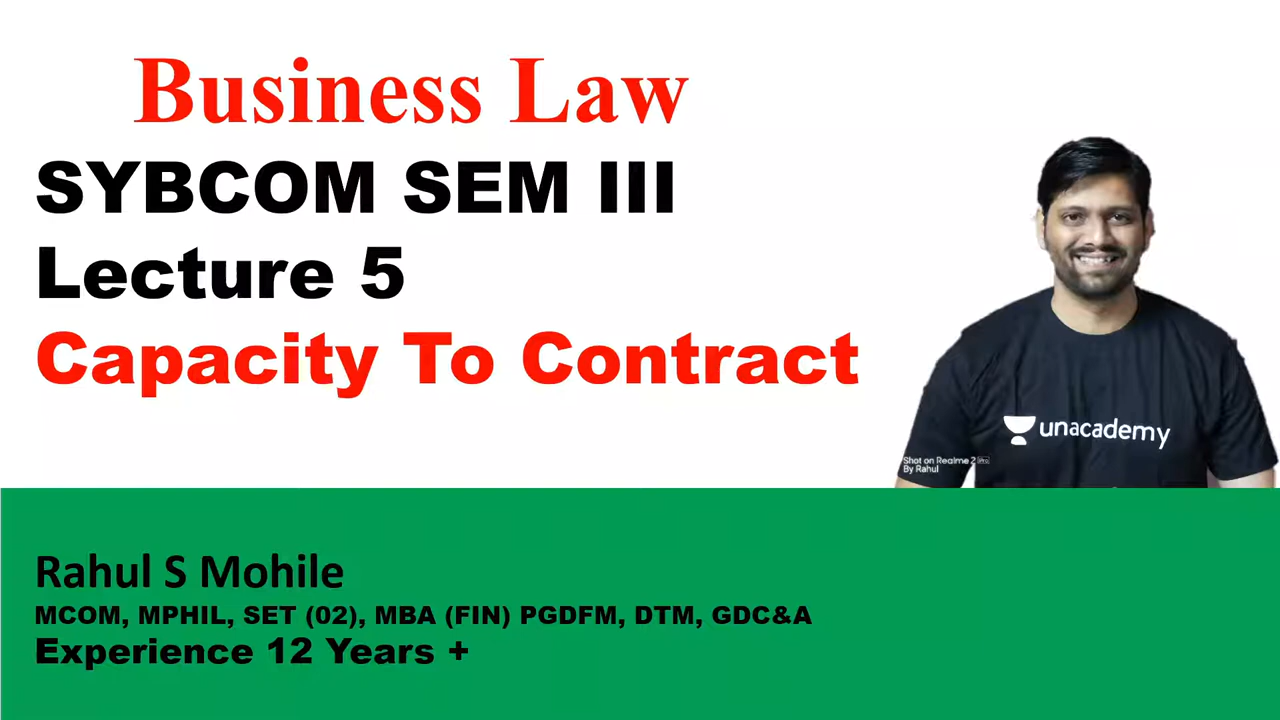 Business Law
SYBCOM SEM III
Lecture 5
Capacity To Contract
unacademy
Shot on Realme 2 Pro
By Rahul
Rahul S Mohile
MCOM, MPHIL, SET (02), MBA (FIN) PGDFM, DTM, GDC&A
Experience 12 Years +